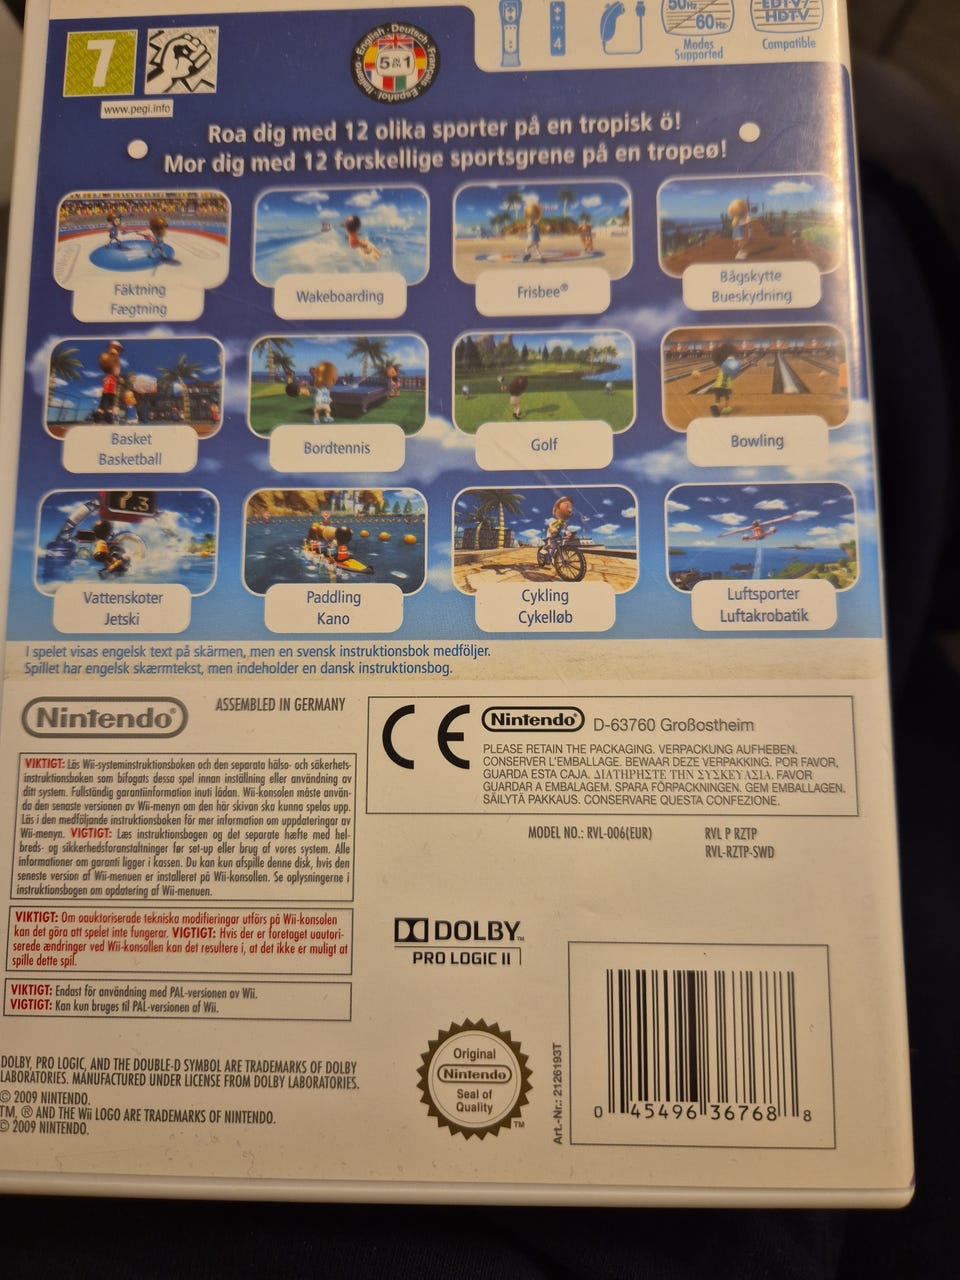 7
www.pegi.info
TM
English · Deutsch · Français · Español · Italiano ·
5 IN EN 1
4
50Hz
60Hz
Modes
Supported
EDTV/
HDTV
Compatible
Roa dig med 12 olika sporter på en tropisk ö!
Mor dig med 12 forskellige sportsgrene på en tropeø!
Fäktning
Fægtning
Wakeboarding
Frisbee®
Bågskytte
Bueskydning
Basket
Basketball
Bordtennis
Golf
Bowling
7.3
Vattenskoter
Jetski
Paddling
Kano
Cykling
Cykelløb
Luftsporter
Luftakrobatik
I spelet visas engelsk text på skärmen, men en svensk instruktionsbok medföljer.
Spillet har engelsk skærmtekst, men indeholder en dansk instruktionsbog.
Nintendo®
ASSEMBLED IN GERMANY
CE
Nintendo®
D-63760 Großostheim
PLEASE RETAIN THE PACKAGING. VERPACKUNG AUFHEBEN.
CONSERVER L'EMBALLAGE. BEWAAR DEZE VERPAKKING. POR FAVOR,
GUARDA ESTA CAJA. ΔΙΑΤΗΡΗΣΤΕ ΤΗΝ ΣΥΣΚΕΥΑΣΙΑ. FAVOR
GUARDAR A EMBALAGEM. SPARA FÖRPACKNINGEN. GEM EMBALLAGEN.
SÄILYTÄ PAKKAUS. CONSERVARE QUESTA CONFEZIONE.
VIKTIGT: Läs Wii-systeminstruktionsboken och den separata hälso- och säkerhets-
instruktionsboken som bifogats dessa spel innan inställning eller användning av
ditt system. Fullständig garantiinformation inuti lådan. Wii-konsolen måste använ-
da den senaste versionen av Wii-menyn om den här skivan ska kunna spelas upp.
Läs i den medföljande instruktionsboken för mer information om uppdateringar av
Wii-menyn. VIGTIGT: Læs instruktionsbogen og det separate hæfte med hel-
breds- og sikkerhedsforanstaltninger før set-up eller brug af vores system. Alle
informationer om garanti ligger i kassen. Du kan kun afspille denne disk, hvis den
seneste version af Wii-menuen er installeret på Wii-konsollen. Se oplysningerne i
instruktionsbogen om opdatering af Wii-menuen.
MODEL NO.: RVL-006(EUR)
RVL P RZTP
RVL-RZTP-SWD
VIKTIGT: Om oauktoriserade tekniska modifieringar utförs på Wii-konsolen
kan det göra att spelet inte fungerar. VIGTIGT: Hvis der er foretaget uautori-
serede ændringer ved Wii-konsollen kan det resultere i, at det ikke er muligt at
spille dette spil.
DOLBY™
PRO LOGIC II
VIKTIGT: Endast för användning med PAL-versionen av Wii.
VIGTIGT: Kan kun bruges til PAL-versionen af Wii.
DOLBY, PRO LOGIC, AND THE DOUBLE-D SYMBOL ARE TRADEMARKS OF DOLBY
LABORATORIES. MANUFACTURED UNDER LICENSE FROM DOLBY LABORATORIES.
© 2009 NINTENDO.
TM, ® AND THE Wii LOGO ARE TRADEMARKS OF NINTENDO.
© 2009 NINTENDO.
Original
Nintendo®
Seal of
Quality
TM
Art.-Nr.: 2126193T
0 45496 36768 8